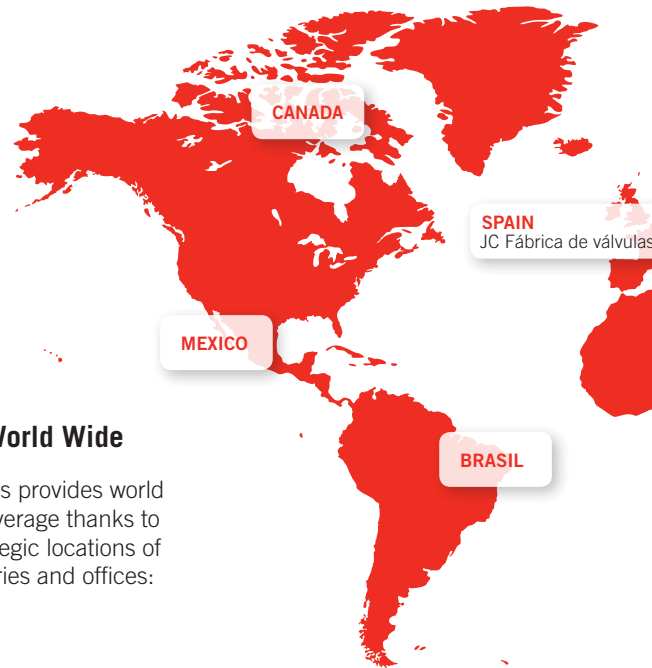 CANADA
SPAIN
JC Fábrica de válvulas
MEXICO
World Wide
s provides world
verage thanks to
egic locations of
ries and offices:
BRASIL